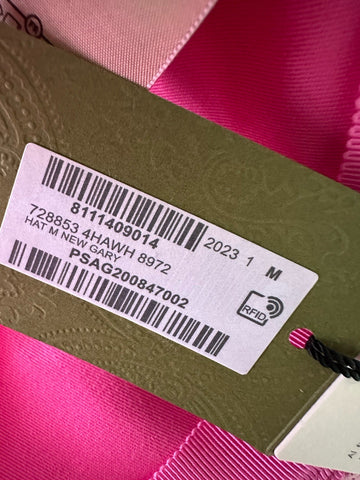 8111409014
2023 1 M
728853 4HAWH 8972
HAT M NEW GARY
PSAG200847002
RFID